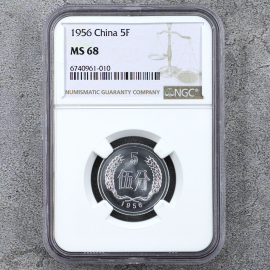 1956 China 5F
MS 68
6740961-010
NUMISMATIC GUARANTY COMPANY
NGC
5
伍分
1956